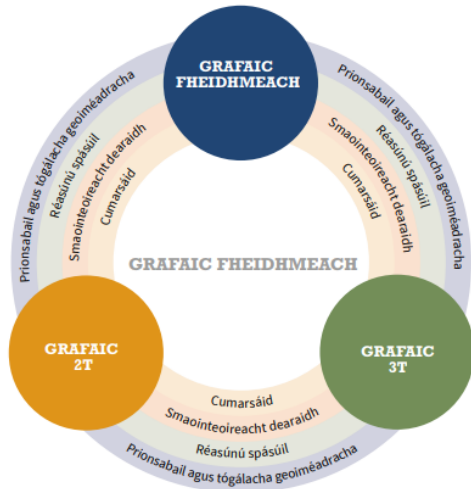 GRAFAIC
FHEIDHMEACH
Prionsabail agus tógálacha geoiméadracha
Réasúnú spásúil
Smaointeoireacht dearaidh
Cumarsáid
Prionsabail agus tógálacha geoiméadracha
Réasúnú spásúil
Smaointeoireacht dearaidh
Cumarsáid
GRAFAIC FHEIDHMEACH
GRAFAIC
2T
GRAFAIC
3T
Cumarsáid
Smaointeoireacht dearaidh
Réasúnú spásúil
Prionsabail agus tógálacha geoiméadracha